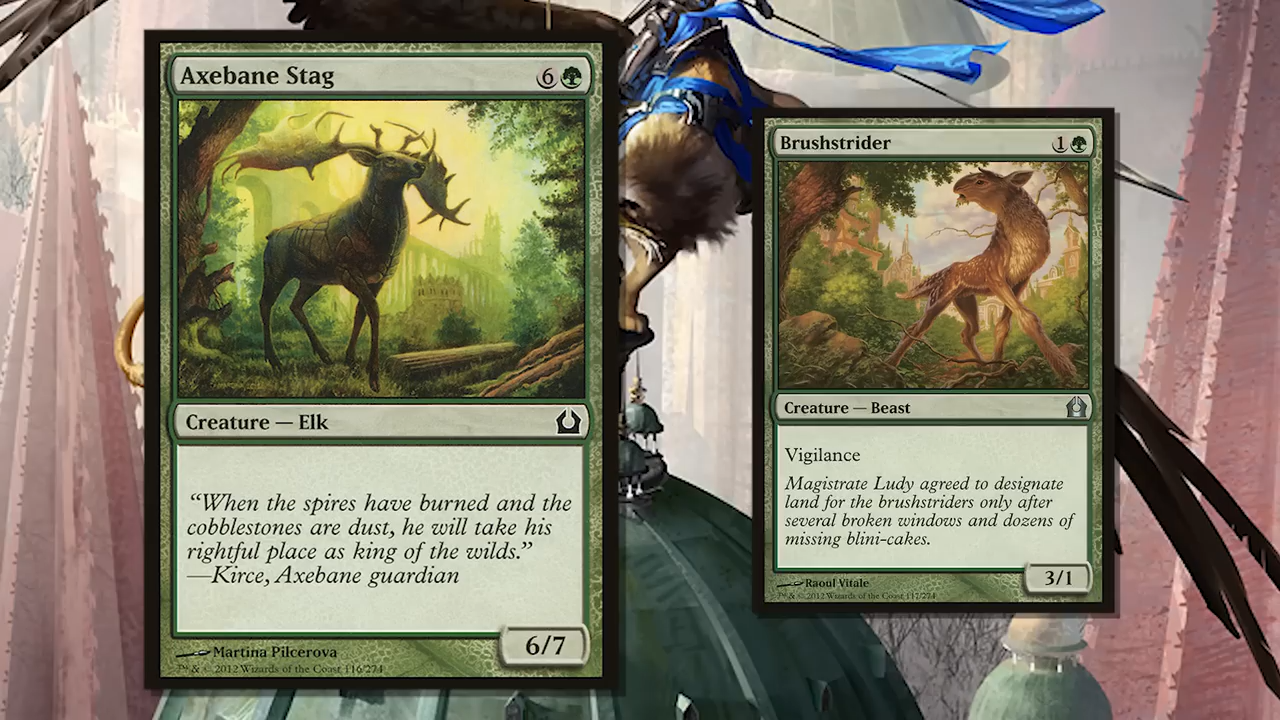 Axebane Stag
6
Creature — Elk
“When the spires have burned and the
cobblestones are dust, he will take his
rightful place as king of the wilds.”
—Kirce, Axebane guardian
6/7
Martina Pilcerova
™ & © 2012 Wizards of the Coast 116/274
Brushstrider
1
Creature — Beast
Vigilance
Magistrate Ludy agreed to designate
land for the brushstriders only after
several broken windows and dozens of
missing blini-cakes.
3/1
Raoul Vitale
™ & © 2012 Wizards of the Coast 117/274